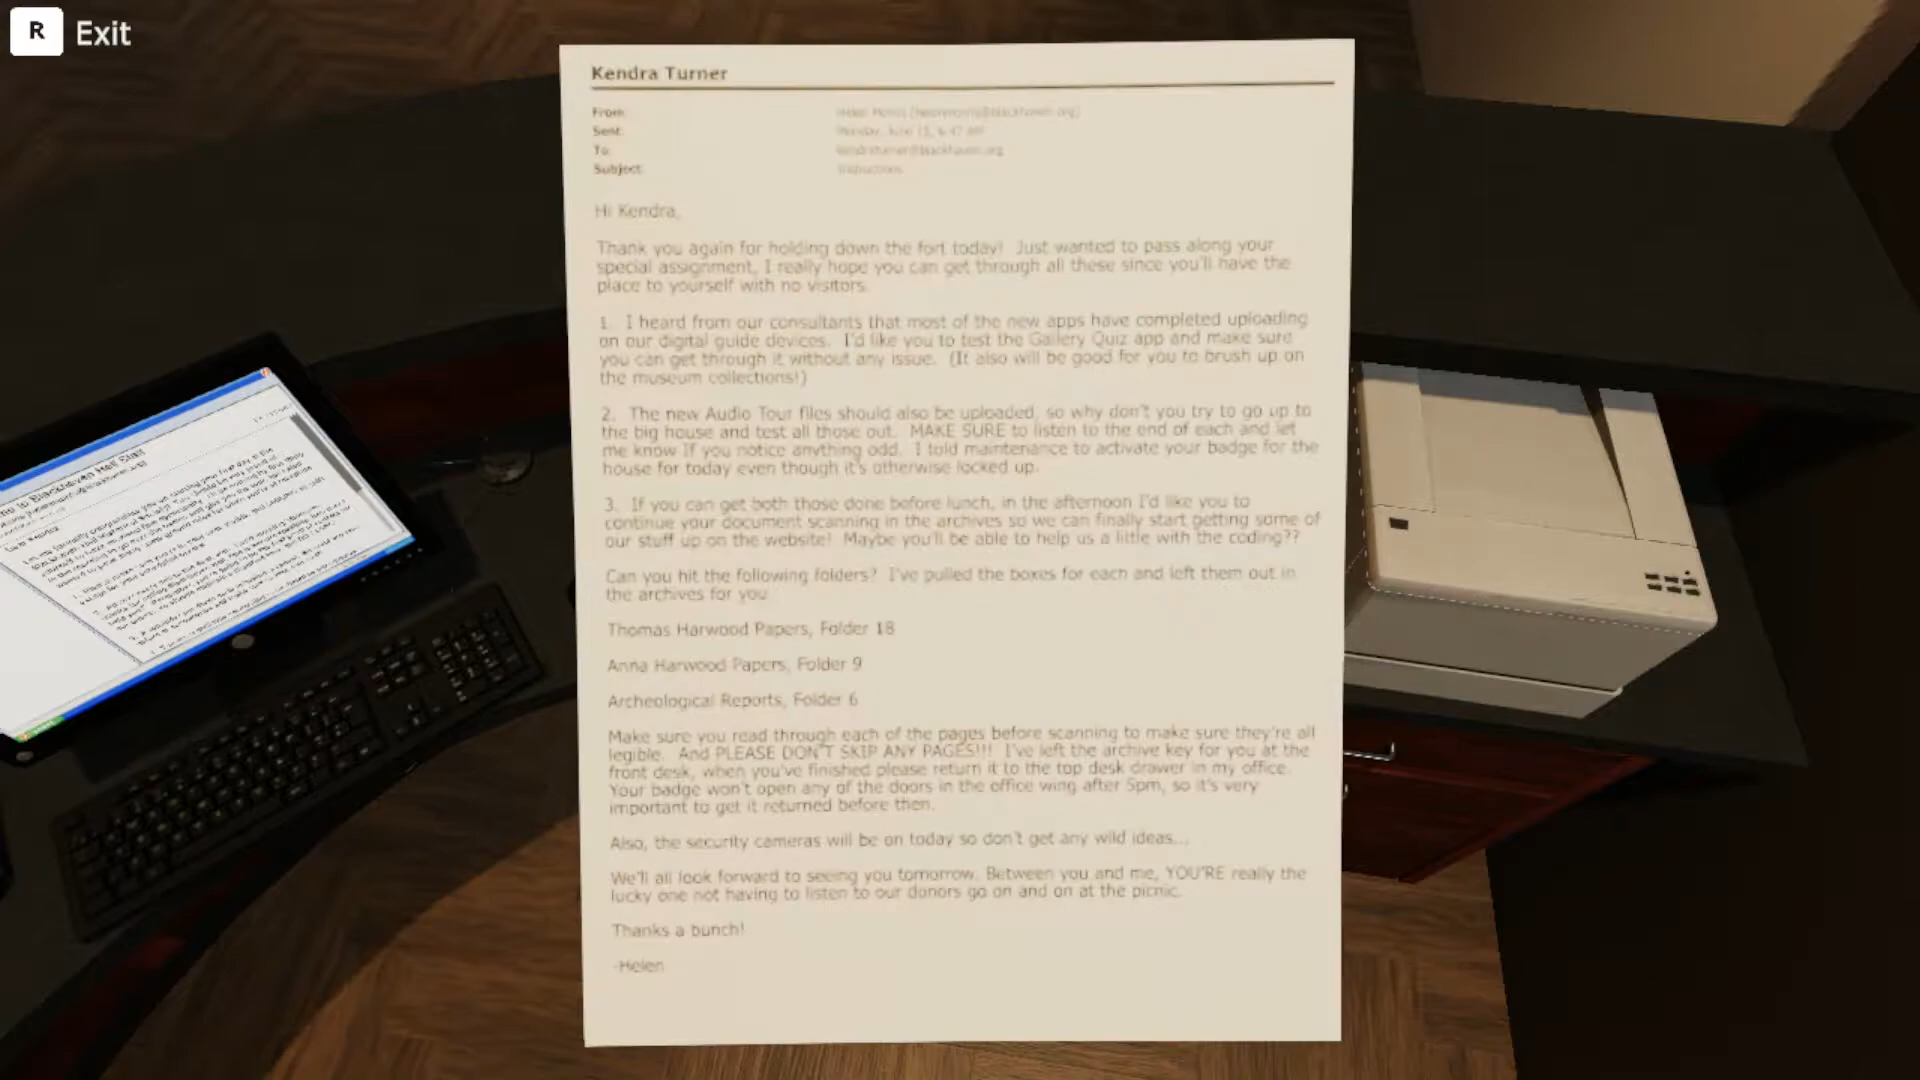 R Exit
Kendra Turner
From:
Sent: Monday, June
To: kendraturner@blackhaven.org
Subject: Instructions
Hi Kendra,
Thank you again for holding down the fort today! Just wanted to pass along your
special assignment, I really hope you can get through all these since you'll have the
place to yourself with no visitors.
1. I heard from our consultants that most of the new apps have completed uploading
on our digital guide devices. I'd like you to test the Gallery Quiz app and make sure
you can get through it without any issue. (It also will be good for you to brush up on
the museum collections!)
2. The new Audio Tour files should also be uploaded, so why don't you try to go up to
the big house and test all those out. MAKE SURE to listen to the end of each and let
me know if you notice anything odd. I told maintenance to activate your badge for the
house for today even though it's otherwise locked up.
3. If you can get both those done before lunch, in the afternoon I'd like you to
continue your document scanning in the archives so we can finally start getting some of
our stuff up on the website! Maybe you'll be able to help us a little with the coding??
Can you hit the following folders? I've pulled the boxes for each and left them out in
the archives for you
Thomas Harwood Papers, Folder 18
Anna Harwood Papers, Folder 9
Archeological Reports, Folder 6
Make sure you read through each of the pages before scanning to make sure they're all
legible. And PLEASE DON'T SKIP ANY PAGES!!! I've left the archive key for you at the
front desk, when you've finished please return it to the top desk drawer in my office.
Your badge won't open any of the doors in the office wing after 5pm, so it's very
important to get it returned before then.
Also, the security cameras will be on today so don't get any wild ideas...
We'll all look forward to seeing you tomorrow. Between you and me, YOU'RE really the
lucky one not having to listen to our donors go on and on at the picnic.
Thanks a bunch!
-Helen